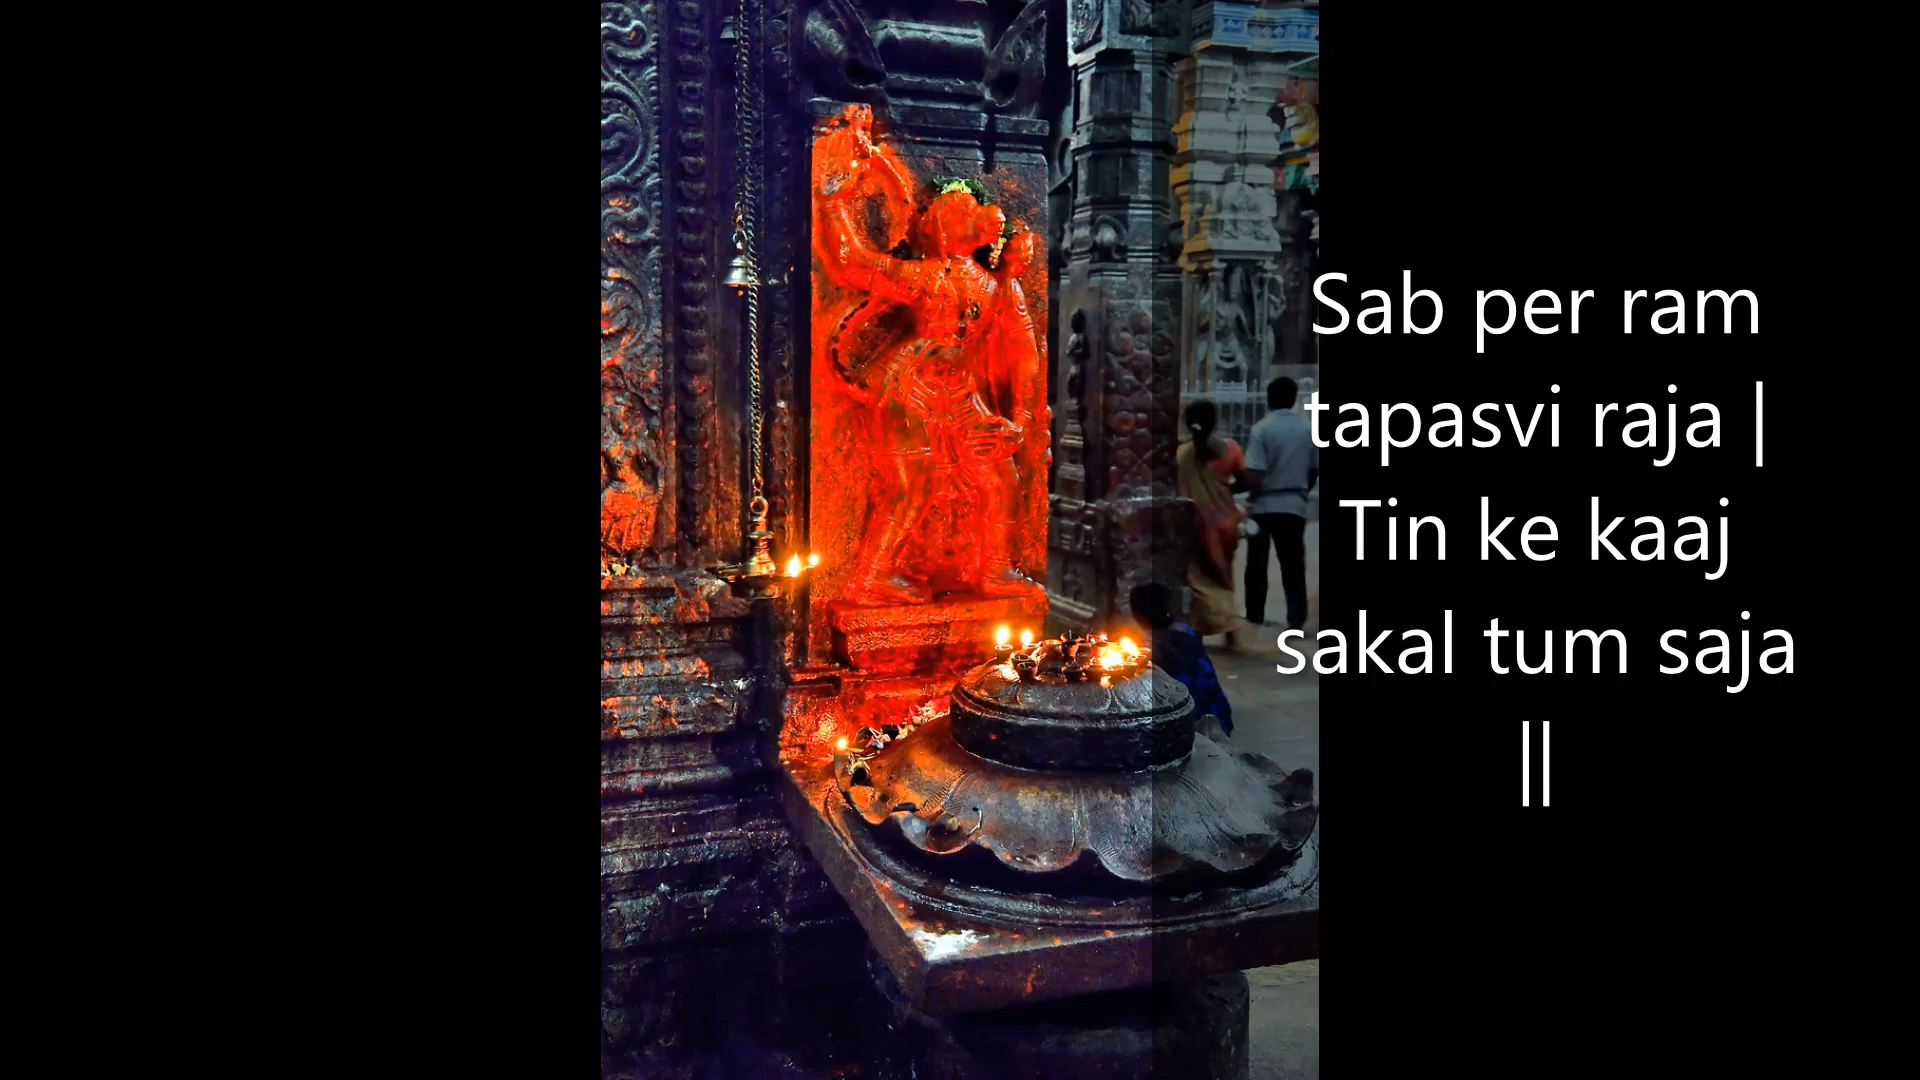 Sab per ram
tapasvi raja |
Tin ke kaaj
sakal tum saja
||